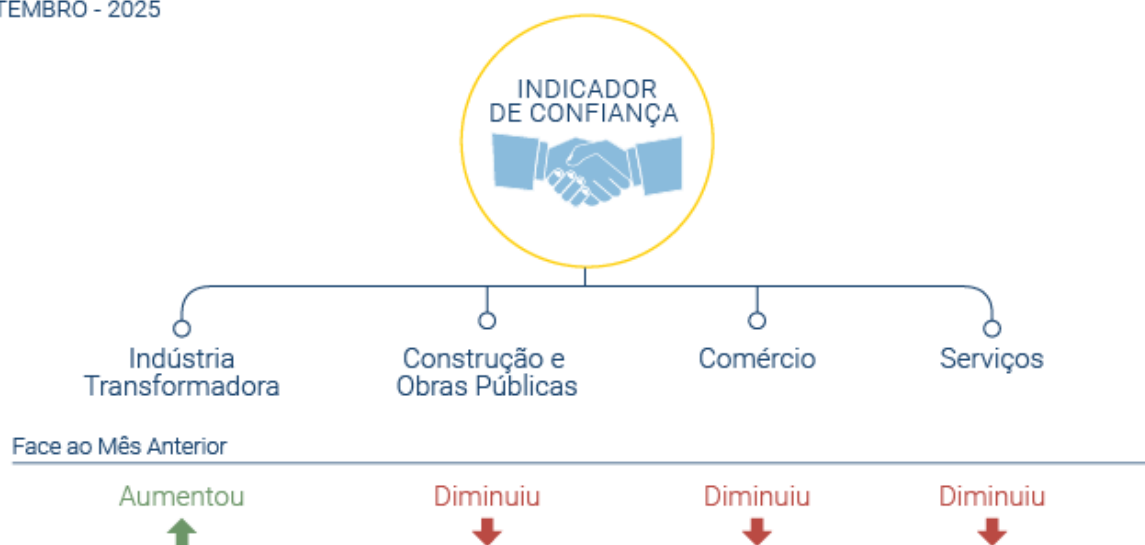 TEMBRO - 2025
INDICADOR
DE CONFIANÇA
Indústria
Transformadora
Construção e
Obras Públicas
Comércio
Serviços
Face ao Mês Anterior
Aumentou
Diminuiu
Diminuiu
Diminuiu